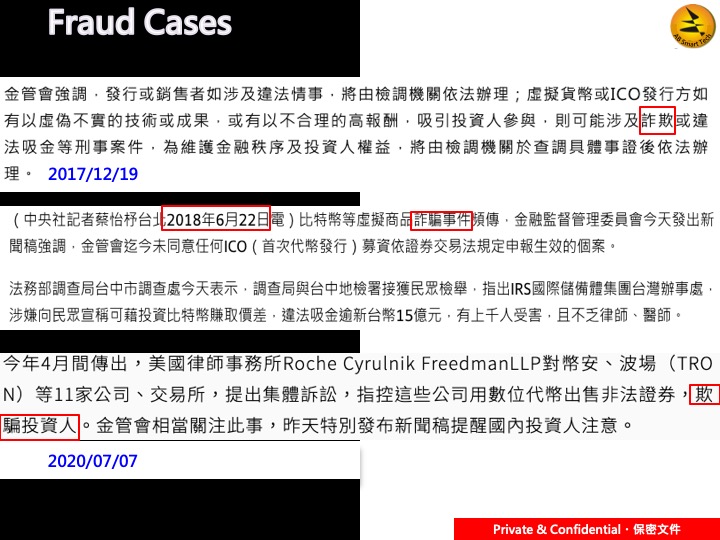 Fraud Cases
AB Smart Tech
金管會強調，發行或銷售者如涉及違法情事，將由檢調機關依法辦理；虛擬貨幣或ICO發行方如
有以虛偽不實的技術或成果，或有以不合理的高報酬，吸引投資人參與，則可能涉及詐欺或違
法吸金等刑事案件，為維護金融秩序及投資人權益，將由檢調機關於查調具體事證後依法辦
理。 2017/12/19
（中央社記者蔡怡杼台北2018年6月22日電）比特幣等虛擬商品詐騙事件頻傳，金融監督管理委員會今天發出新
聞稿強調，金管會迄今未同意任何ICO（首次代幣發行）募資依證券交易法規定申報生效的個案。
法務部調查局台中市調查處今天表示，調查局與台中地檢署接獲民眾檢舉，指出IRS國際儲備體集團台灣辦事處，
涉嫌向民眾宣稱可藉投資比特幣賺取價差，違法吸金逾新台幣15億元，有上千人受害，且不乏律師、醫師。
今年4月間傳出，美國律師事務所Roche Cyrulnik FreedmanLLP對幣安、波場（TRO
N）等11家公司、交易所，提出集體訴訟，指控這些公司用數位代幣出售非法證券，欺
騙投資人。金管會相當關注此事，昨天特別發布新聞稿提醒國內投資人注意。
2020/07/07
Private & Confidential・保密文件